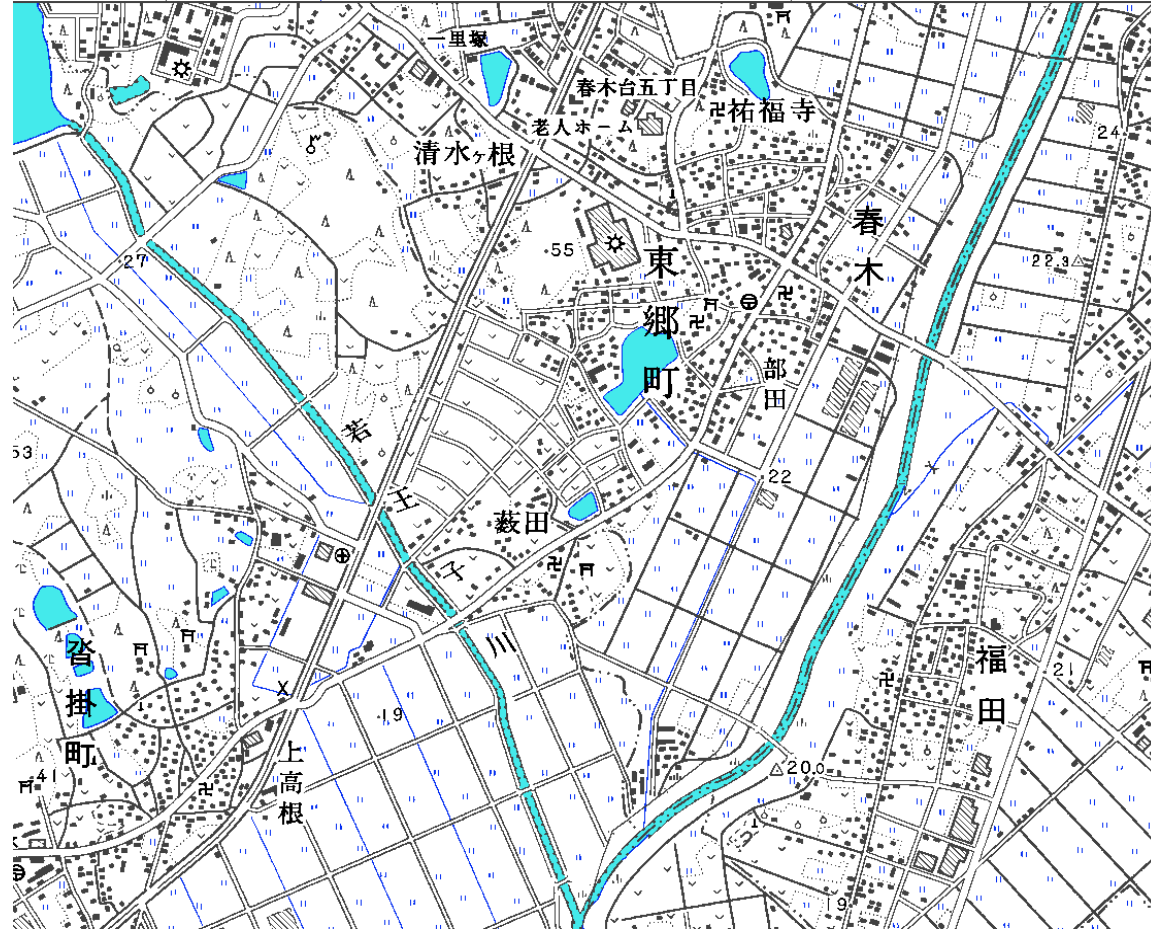 一里塚
春木台五丁目
卍祐福寺
老人ホーム
清水ヶ根
24
春木
55
東郷町
22.3
27
部田
53
若王子川
22
薮田
沓掛町
福田
21
19
上高根
41
20.0
19